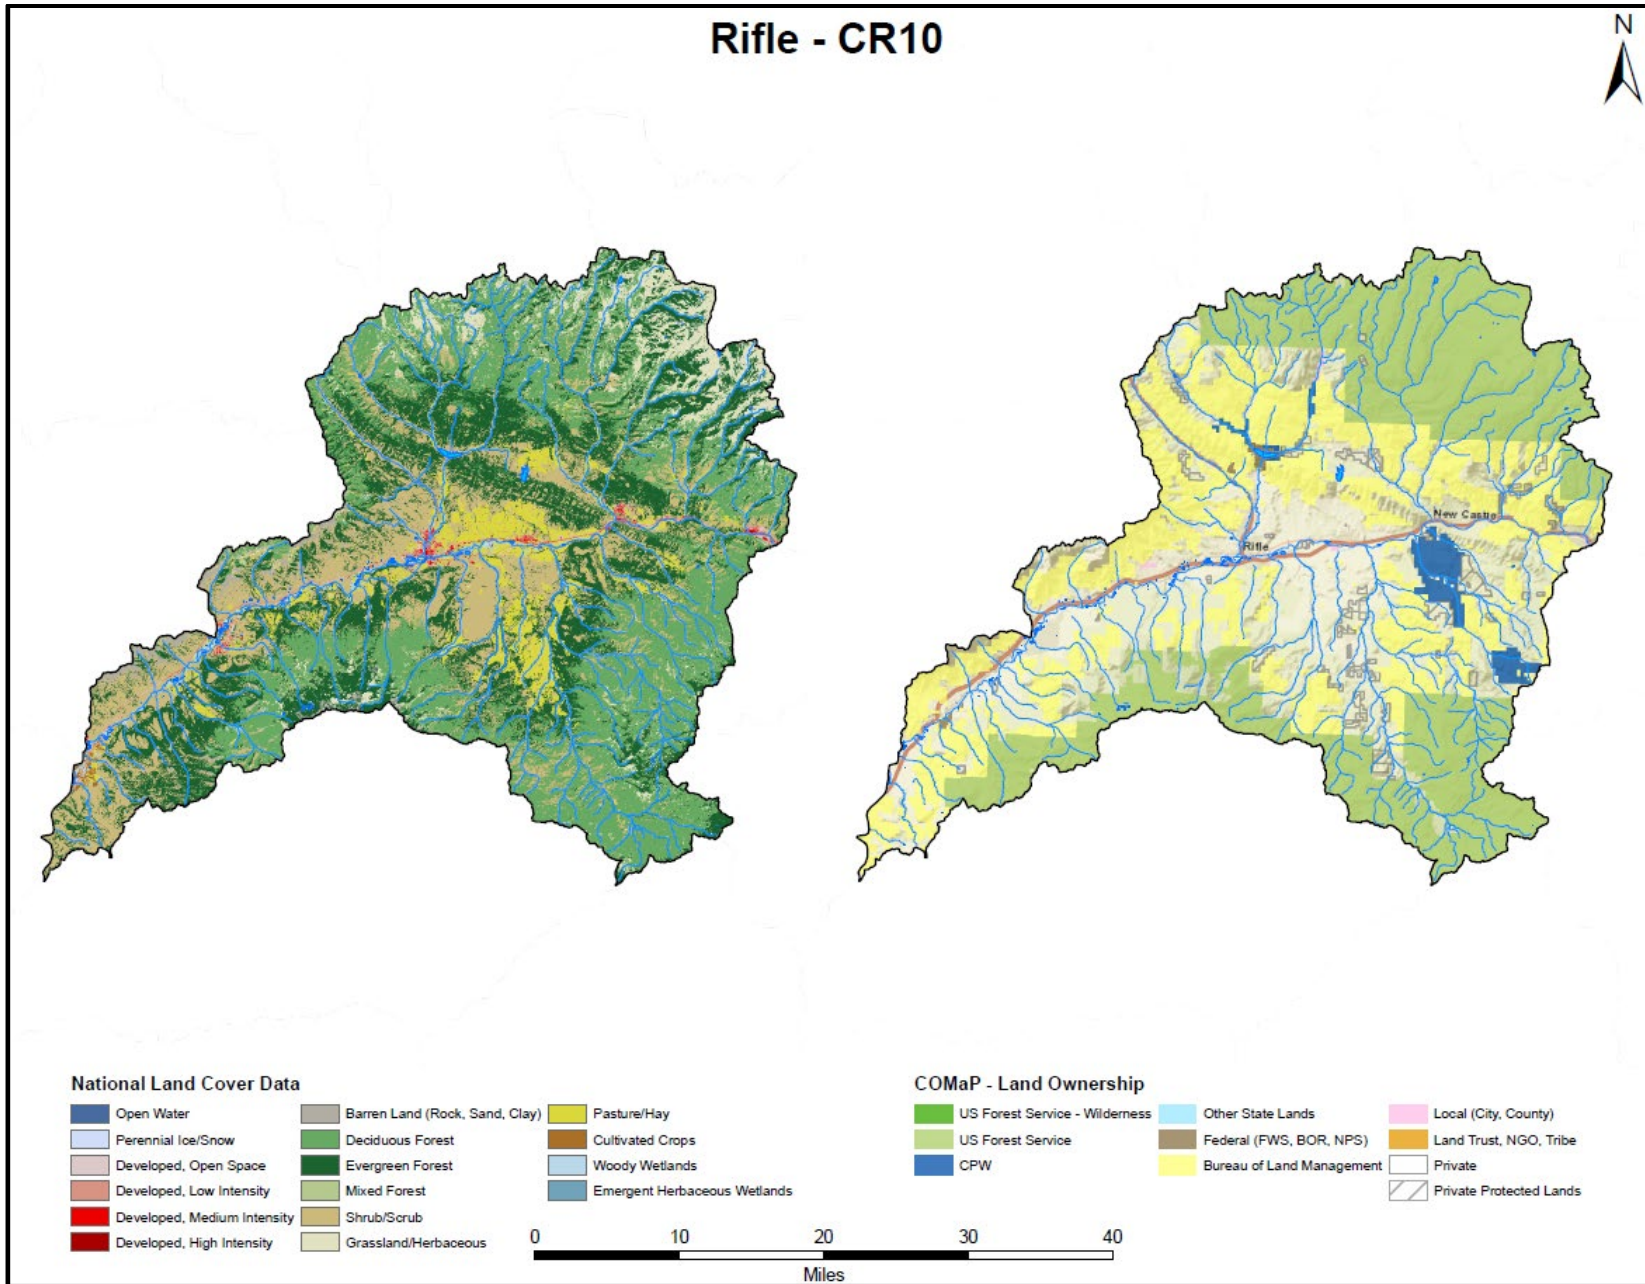 Rifle - CR10
N
New Castle
Rifle
National Land Cover Data
Open Water
Perennial Ice/Snow
Developed, Open Space
Developed, Low Intensity
Developed, Medium Intensity
Developed, High Intensity
Barren Land (Rock, Sand, Clay)
Deciduous Forest
Evergreen Forest
Mixed Forest
Shrub/Scrub
Grassland/Herbaceous
Pasture/Hay
Cultivated Crops
Woody Wetlands
Emergent Herbaceous Wetlands
COMaP - Land Ownership
US Forest Service - Wilderness
US Forest Service
CPW
Other State Lands
Federal (FWS, BOR, NPS)
Bureau of Land Management
Local (City, County)
Land Trust, NGO, Tribe
Private
Private Protected Lands
0 10 20 30 40
Miles